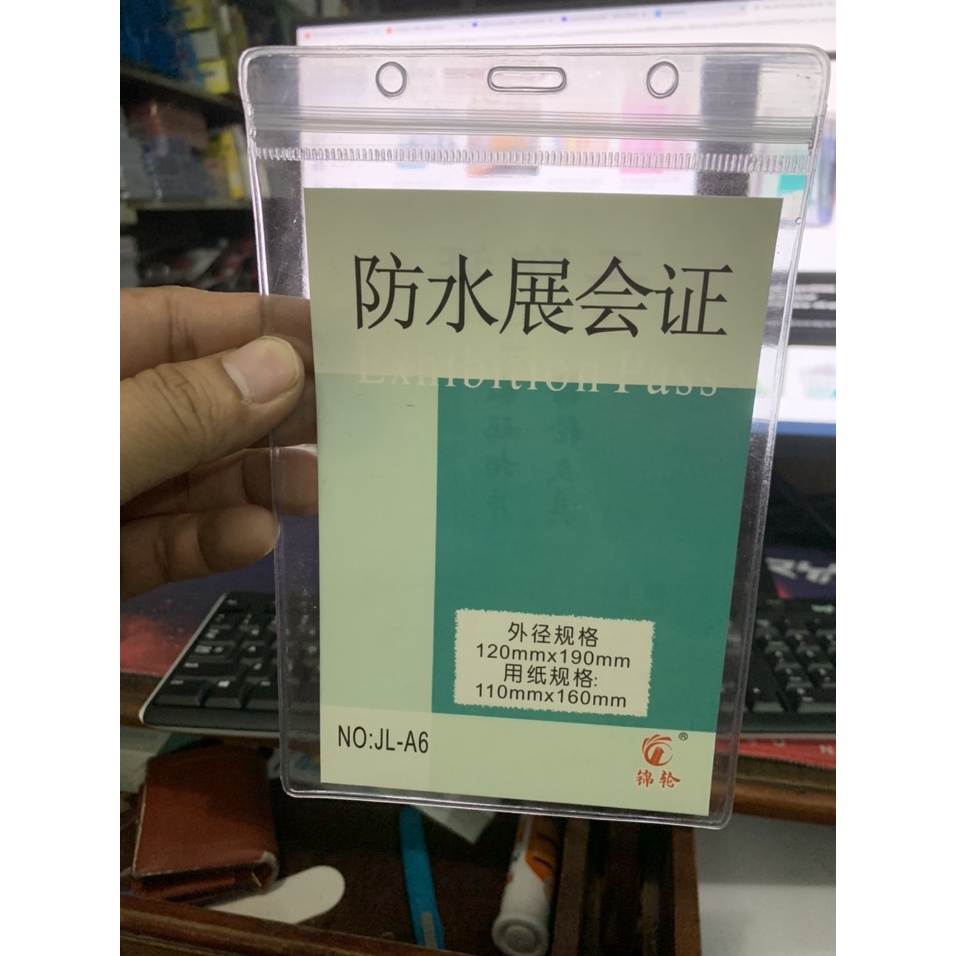 防水展会证
Exhibition Pass
外径规格
120mmx190mm
用纸规格:
110mmx160mm
NO:JL-A6
®
锦轮